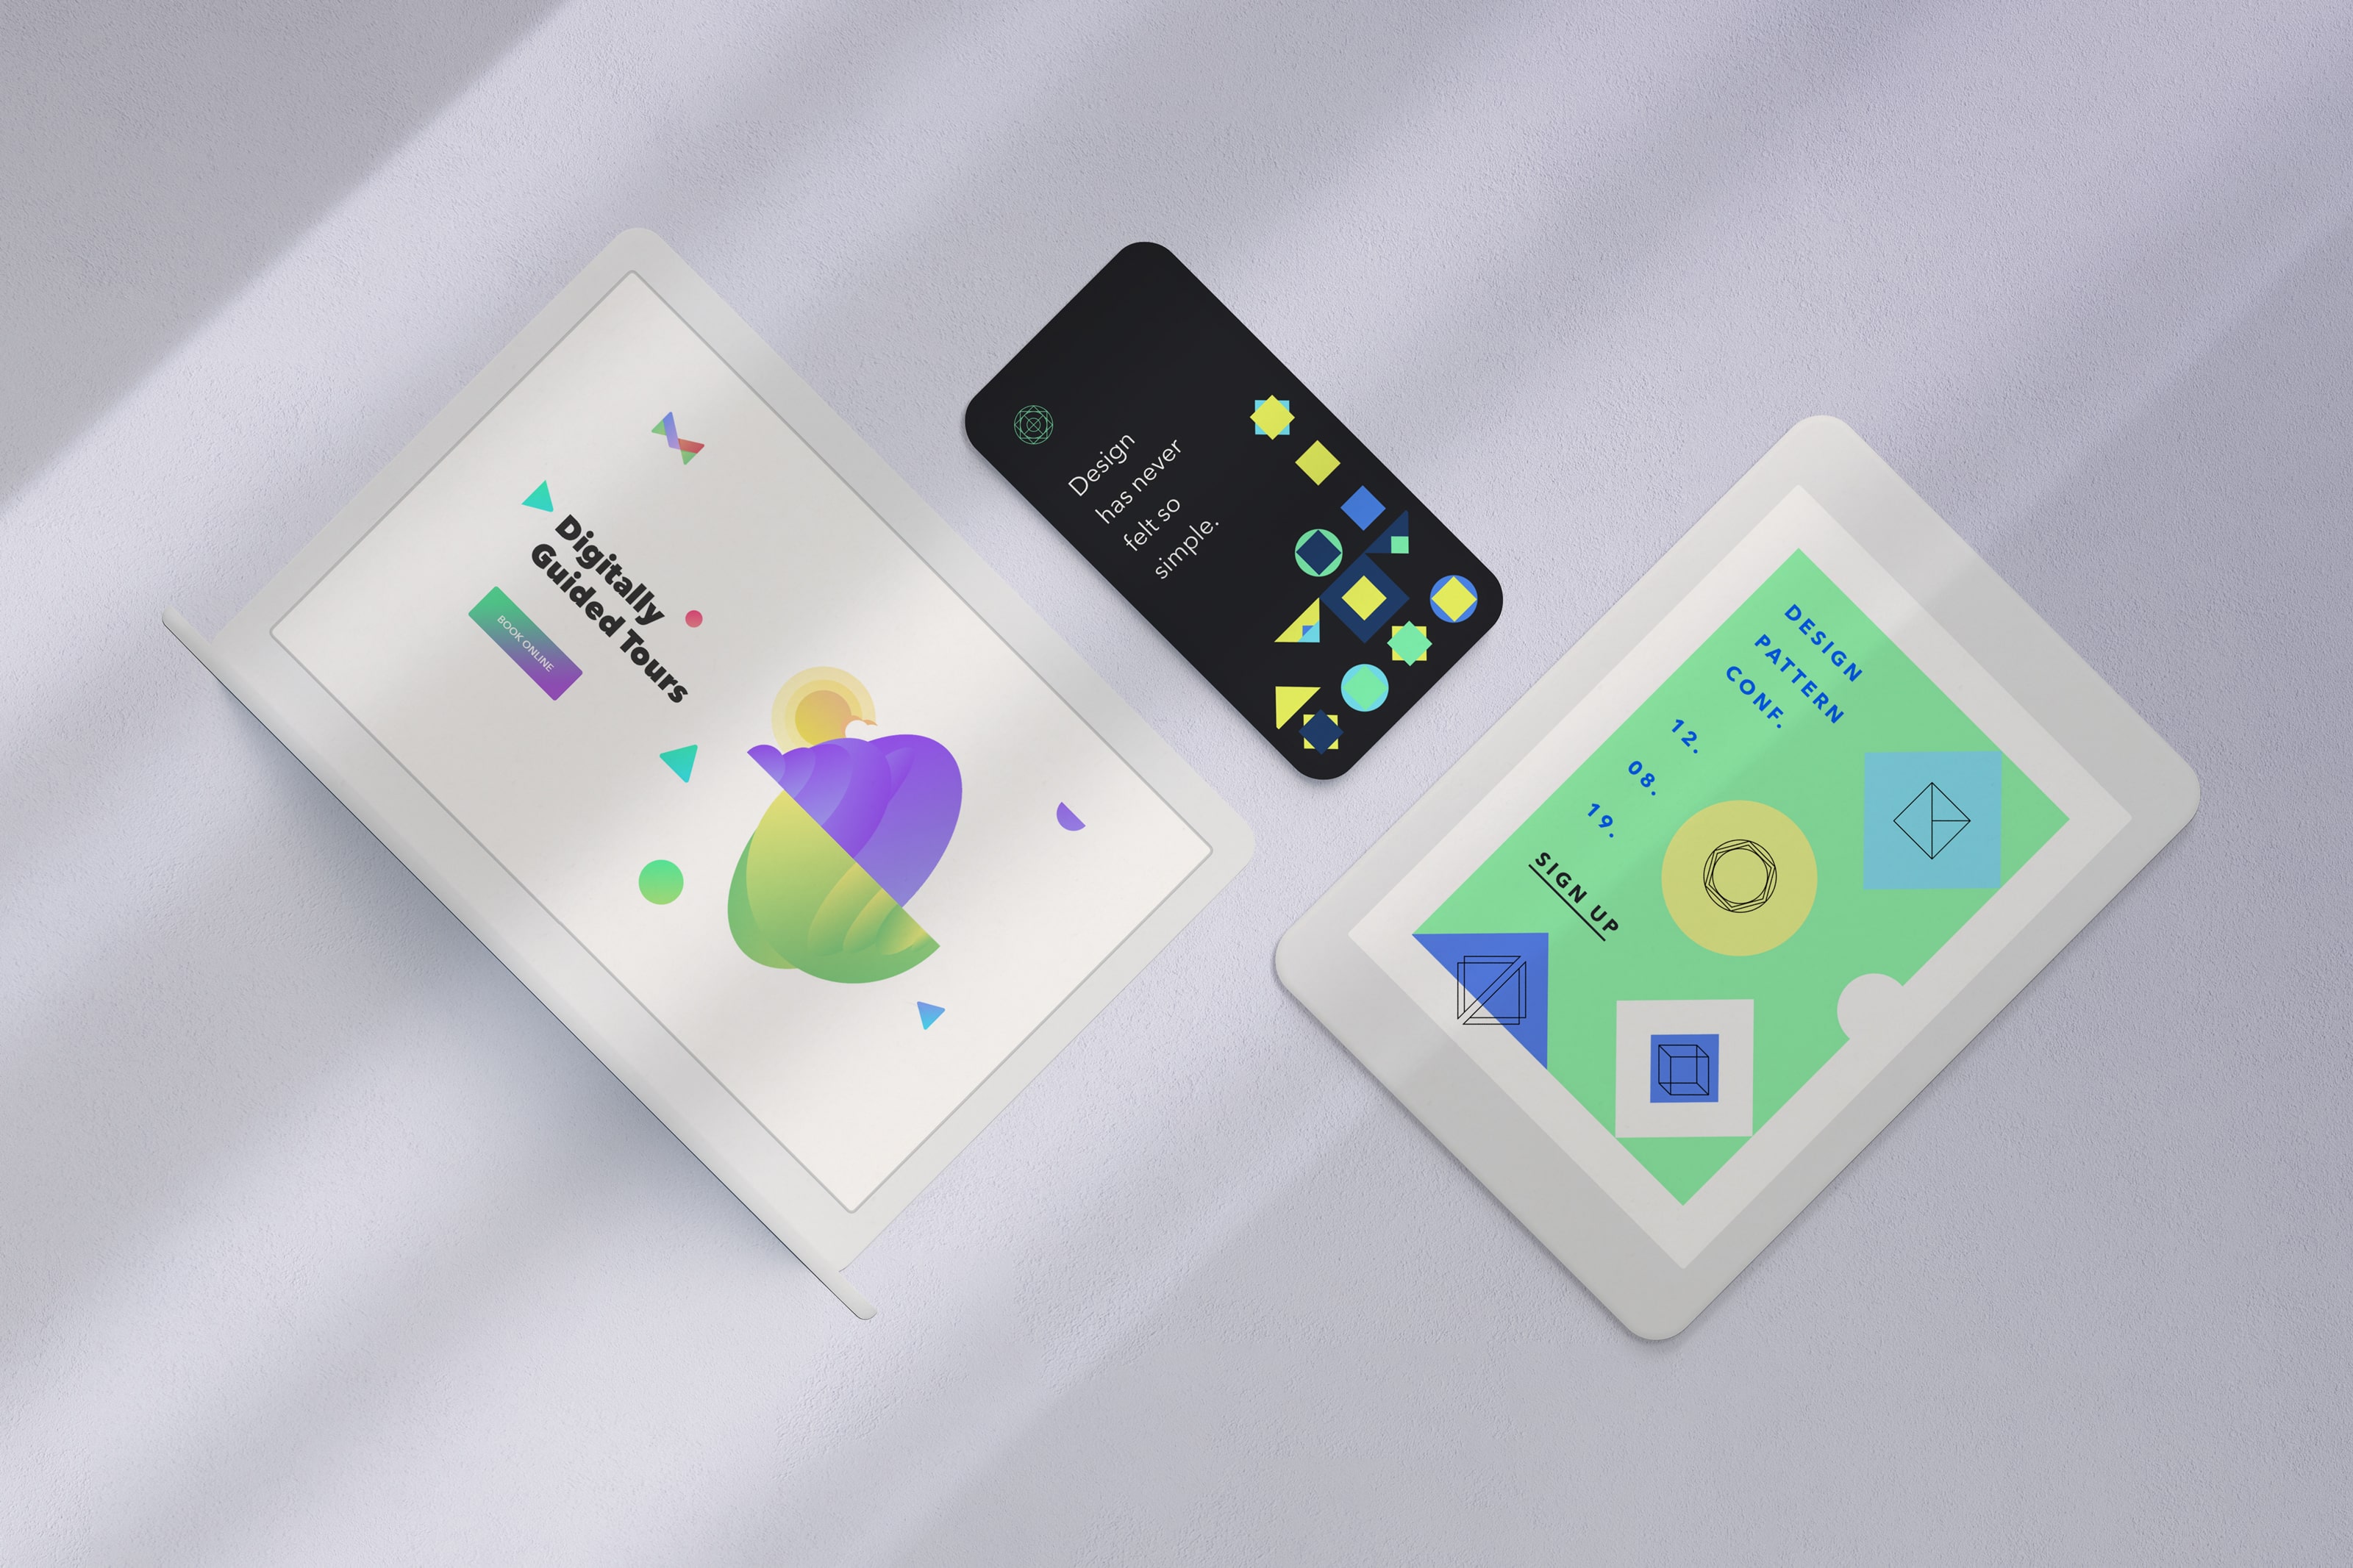 Digitally
Guided Tours
BOOK ONLINE
Design
has never
felt so
simple.
DESIGN
PATTERN
CONF.
12.
08.
19.
SIGN UP